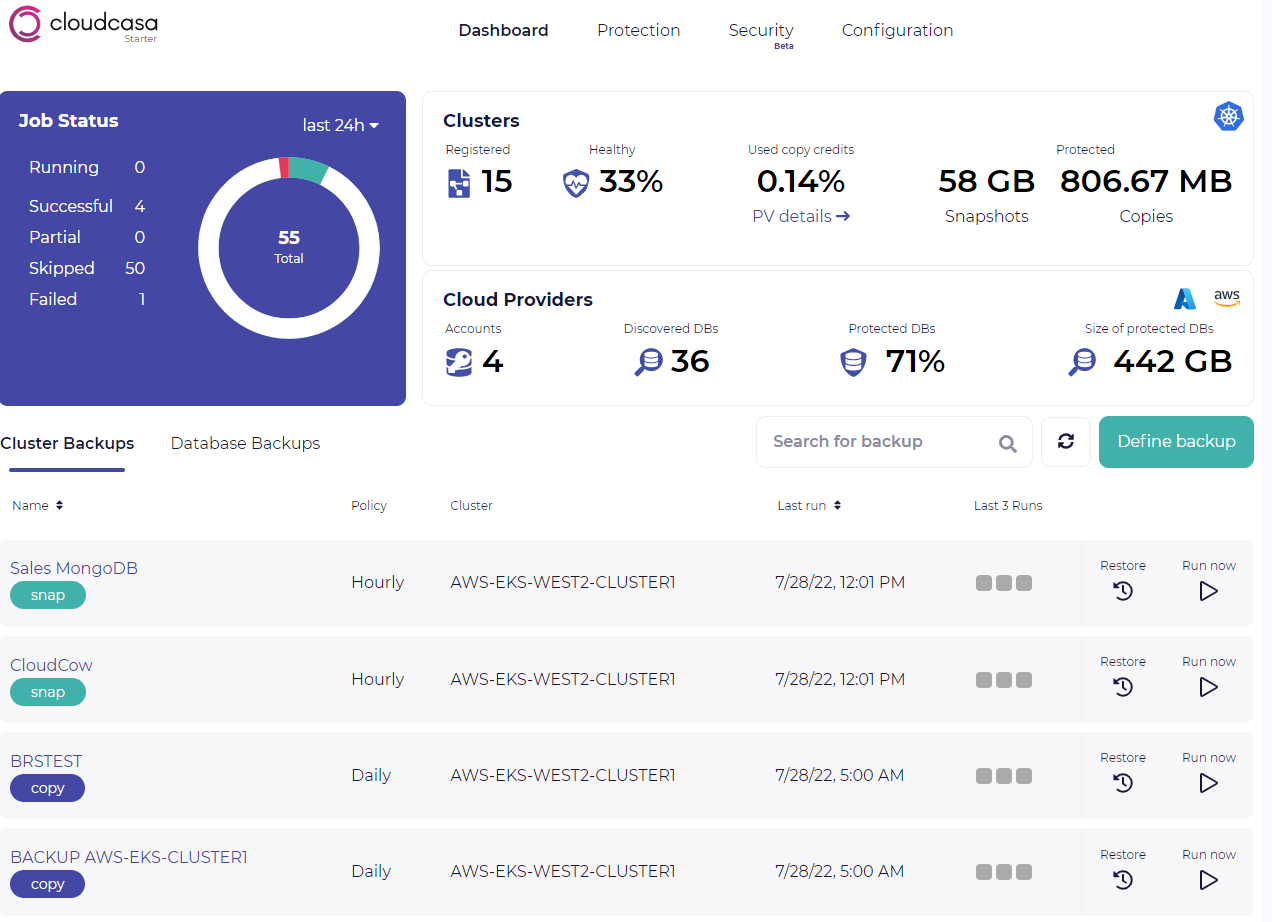 cloudcasa
Starter
Dashboard Protection Security Configuration
Beta
Job Status
last 24h
Running 0
Successful 4
Partial 0
Skipped 50
Failed 1
55
Total
Clusters
Registered Healthy Used copy credits Protected
15 33% 0.14% 58 GB 806.67 MB
PV details Snapshots Copies
Cloud Providers
aws
Accounts Discovered DBs Protected DBs Size of protected DBs
4 36 71% 442 GB
Cluster Backups Database Backups
Search for backup
Define backup
Name Policy Cluster Last run Last 3 Runs
Sales MongoDB
snap
Hourly AWS-EKS-WEST2-CLUSTER1 7/28/22, 12:01 PM
Restore Run now
CloudCow
snap
Hourly AWS-EKS-WEST2-CLUSTER1 7/28/22, 12:01 PM
Restore Run now
BRSTEST
copy
Daily AWS-EKS-WEST2-CLUSTER1 7/28/22, 5:00 AM
Restore Run now
BACKUP AWS-EKS-CLUSTER1
copy
Daily AWS-EKS-WEST2-CLUSTER1 7/28/22, 5:00 AM
Restore Run now